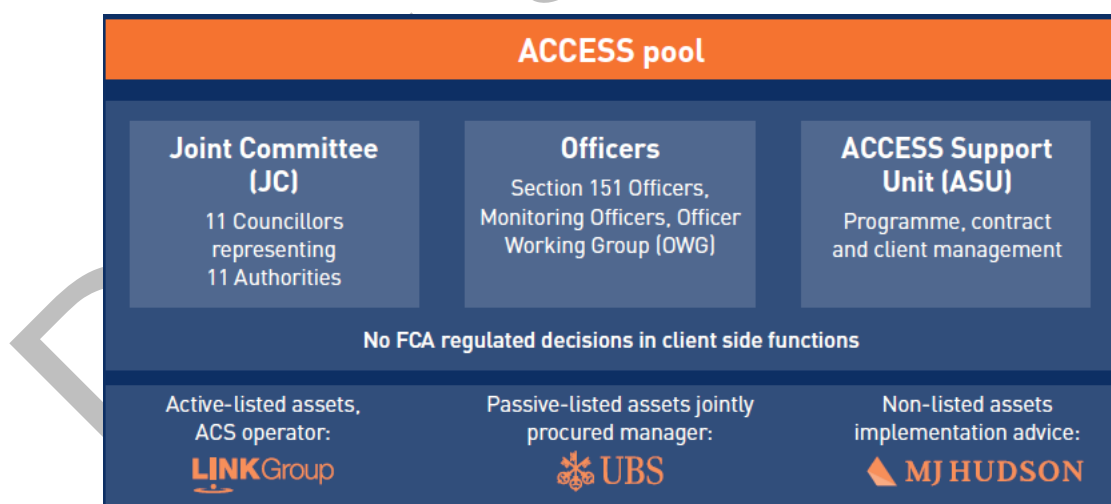 ACCESS pool
Joint Committee
(JC)
11 Councillors
representing
11 Authorities
Officers
Section 151 Officers,
Monitoring Officers, Officer
Working Group (OWG)
ACCESS Support
Unit (ASU)
Programme, contract
and client management
No FCA regulated decisions in client side functions
Active-listed assets,
ACS operator:
LINKGroup
Passive-listed assets jointly
procured manager:
UBS
Non-listed assets
implementation advice:
MJ HUDSON